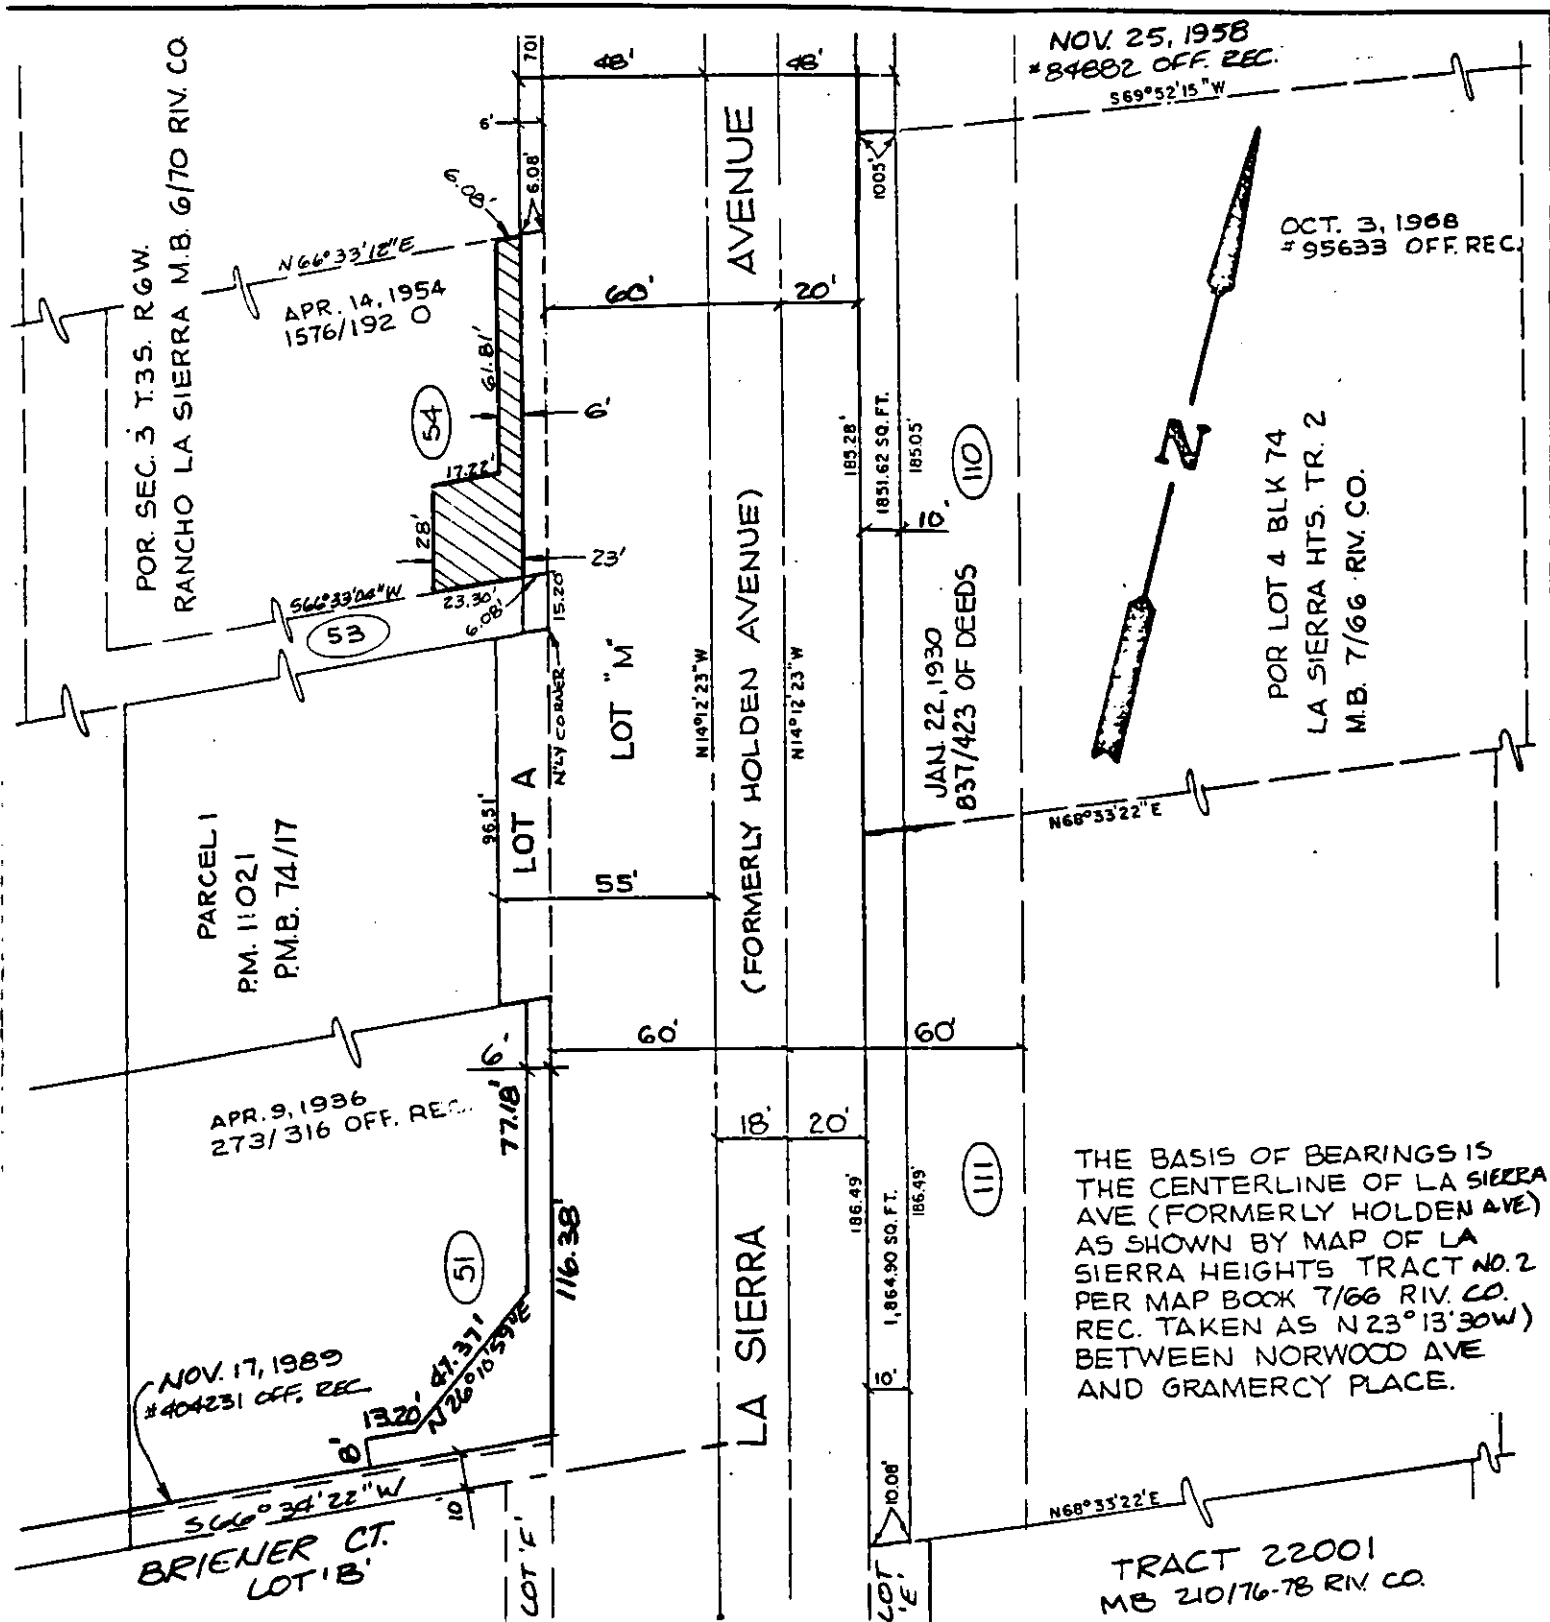 NOV. 25, 1958
#84882 OFF. REC.
S69°52'15"W
701
48'
48'
6'
6.08'
6.08'
1005'
AVENUE
OCT. 3, 1968
#95633 OFF. REC.
POR. SEC. 3 T.3S. R6W.
RANCHO LA SIERRA M.B. 6/70 RIV. CO.
N66°33'12"E
APR. 14, 1954
1576/192 O
61.81'
54
6'
60'
20'
17.22'
28'
23'
S66°33'04"W
23.30'
6.08'
15.20'
53
N'LY CORNER
LOT "M"
N14°12'23"W
N14°12'23"W
(FORMERLY HOLDEN AVENUE)
185.28'
1851.62 SQ. FT.
185.05'
10'
110
JAN. 22, 1930
837/423 OF DEEDS
N
POR LOT 4 BLK 74
LA SIERRA HTS. TR. 2
M.B. 7/66 RIV. CO.
N68°33'22"E
PARCEL 1
P.M. 11021
P.M.B. 74/17
96.51'
LOT A
55'
60'
60'
6'
77.18'
APR. 9, 1936
273/316 OFF. REC.
18'
20'
116.38'
51
47.37'
N26°10'59"E
13.20'
8'
NOV. 17, 1989
#404231 OFF. REC.
S66°34'22"W
10'
BRIENER CT.
LOT 'B'
LOT 'F'
LA SIERRA
186.49'
1,864.90 SQ. FT.
186.49'
111
10'
10.08'
LOT
'E'
THE BASIS OF BEARINGS IS
THE CENTERLINE OF LA SIERRA
AVE (FORMERLY HOLDEN AVE)
AS SHOWN BY MAP OF LA
SIERRA HEIGHTS TRACT NO. 2
PER MAP BOOK 7/66 RIV. CO.
REC. TAKEN AS N23°13'30W)
BETWEEN NORWOOD AVE
AND GRAMERCY PLACE.
N68°33'22"E
TRACT 22001
MB 210/76-78 RIV. CO.